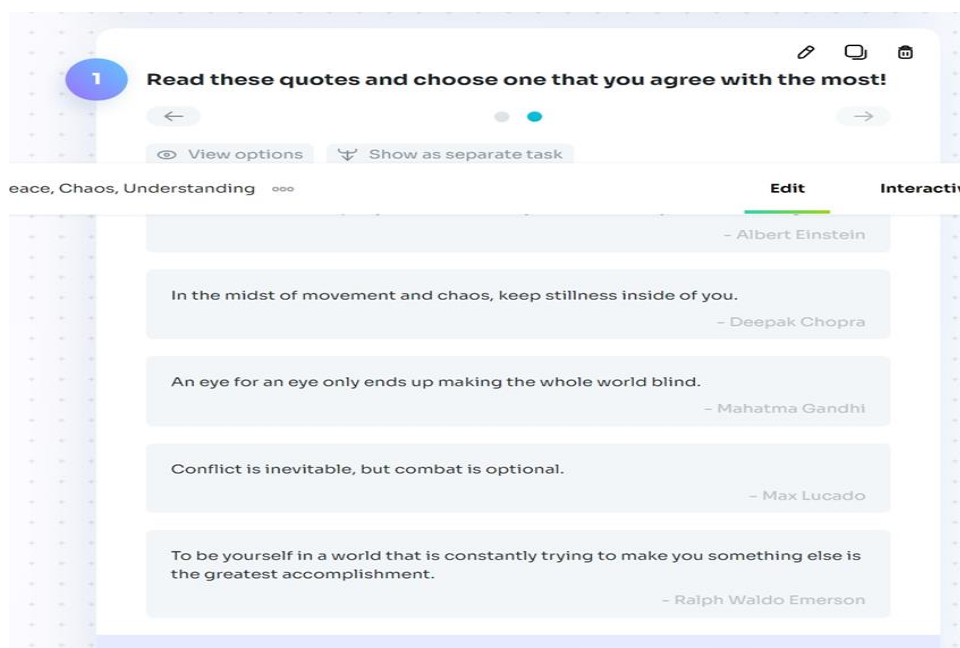 1
Read these quotes and choose one that you agree with the most!
View options
Show as separate task
eace, Chaos, Understanding
Edit
Interactiv
– Albert Einstein
In the midst of movement and chaos, keep stillness inside of you.
– Deepak Chopra
An eye for an eye only ends up making the whole world blind.
– Mahatma Gandhi
Conflict is inevitable, but combat is optional.
– Max Lucado
To be yourself in a world that is constantly trying to make you something else is
the greatest accomplishment.
– Ralph Waldo Emerson